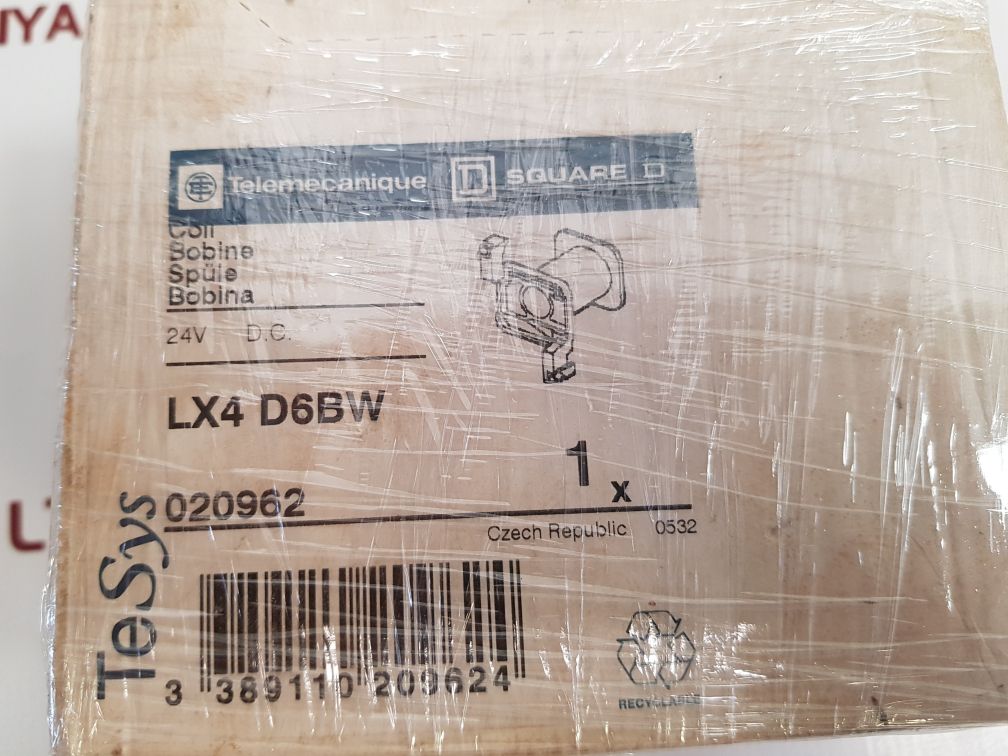 IYA
Telemecanique SQUARE D
Coil
Bobine
Spüle
Bobina
24V D.C.
LX4 D6BW
1 x
020962
Czech Republic 0532
TeSys
3 389110 209624
RECYCLABLE